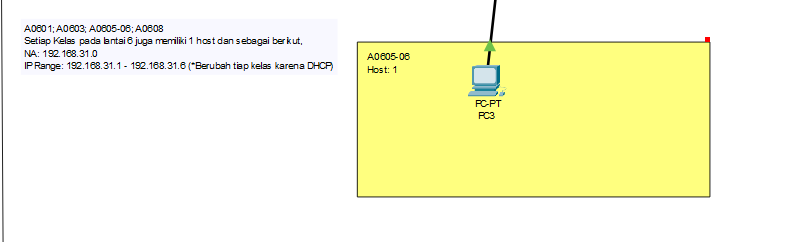 A0601; A0603; A0605-06; A0608
Setiap Kelas pada lantai 6 juga memiliki 1 host dan sebagai berikut,
NA: 192.168.31.0
IP Range: 192.168.31.1 - 192.168.31.6 (*Berubah tiap kelas karena DHCP)
A0605-06
Host: 1
PC-PT
PC3